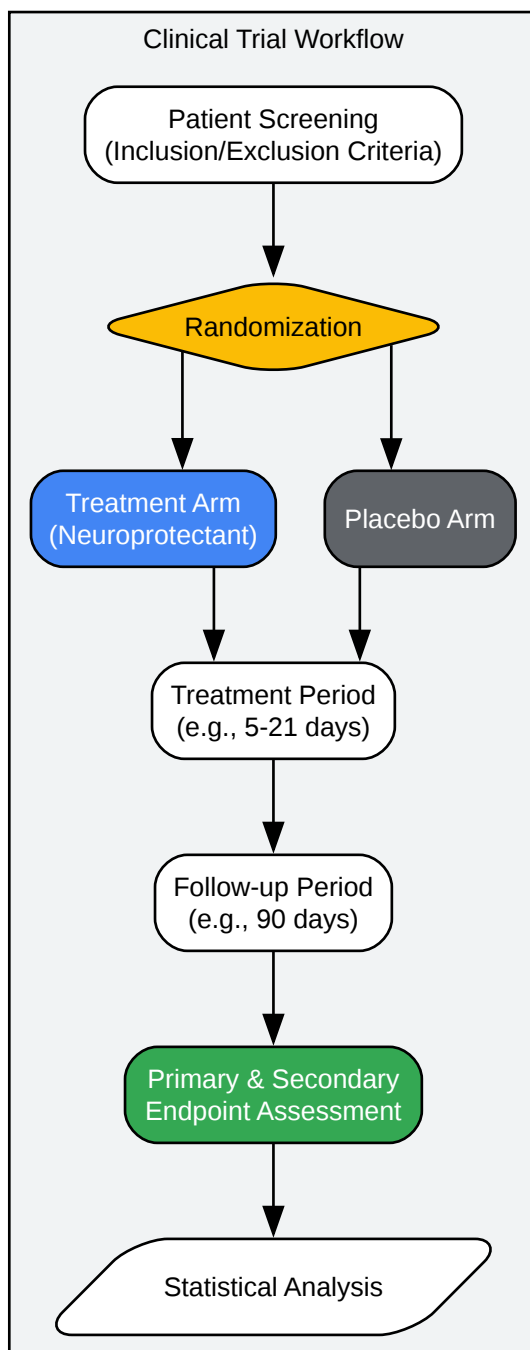 Clinical Trial Workflow
Patient Screening
(Inclusion/Exclusion Criteria)
Randomization
Treatment Arm
(Neuroprotectant)
Placebo Arm
Treatment Period
(e.g., 5-21 days)
Follow-up Period
(e.g., 90 days)
Primary & Secondary
Endpoint Assessment
Statistical Analysis